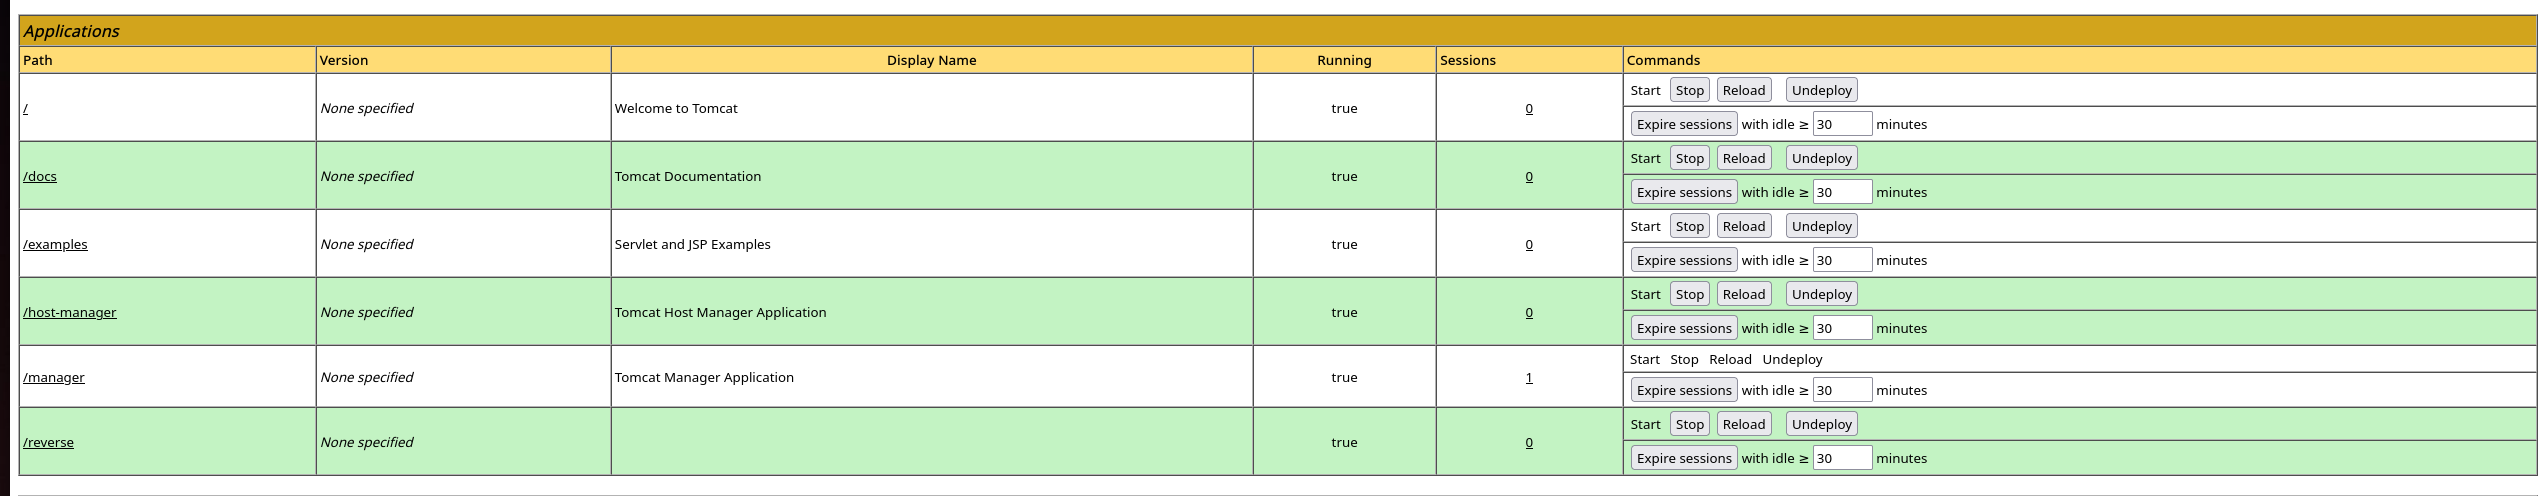 Applications
Path Version Display Name Running Sessions Commands
/ None specified Welcome to Tomcat true 0 Start Stop Reload Undeploy
Expire sessions with idle ≥ 30 minutes
/docs None specified Tomcat Documentation true 0 Start Stop Reload Undeploy
Expire sessions with idle ≥ 30 minutes
/examples None specified Servlet and JSP Examples true 0 Start Stop Reload Undeploy
Expire sessions with idle ≥ 30 minutes
/host-manager None specified Tomcat Host Manager Application true 0 Start Stop Reload Undeploy
Expire sessions with idle ≥ 30 minutes
/manager None specified Tomcat Manager Application true 1 Start Stop Reload Undeploy
Expire sessions with idle ≥ 30 minutes
/reverse None specified true 0 Start Stop Reload Undeploy
Expire sessions with idle ≥ 30 minutes